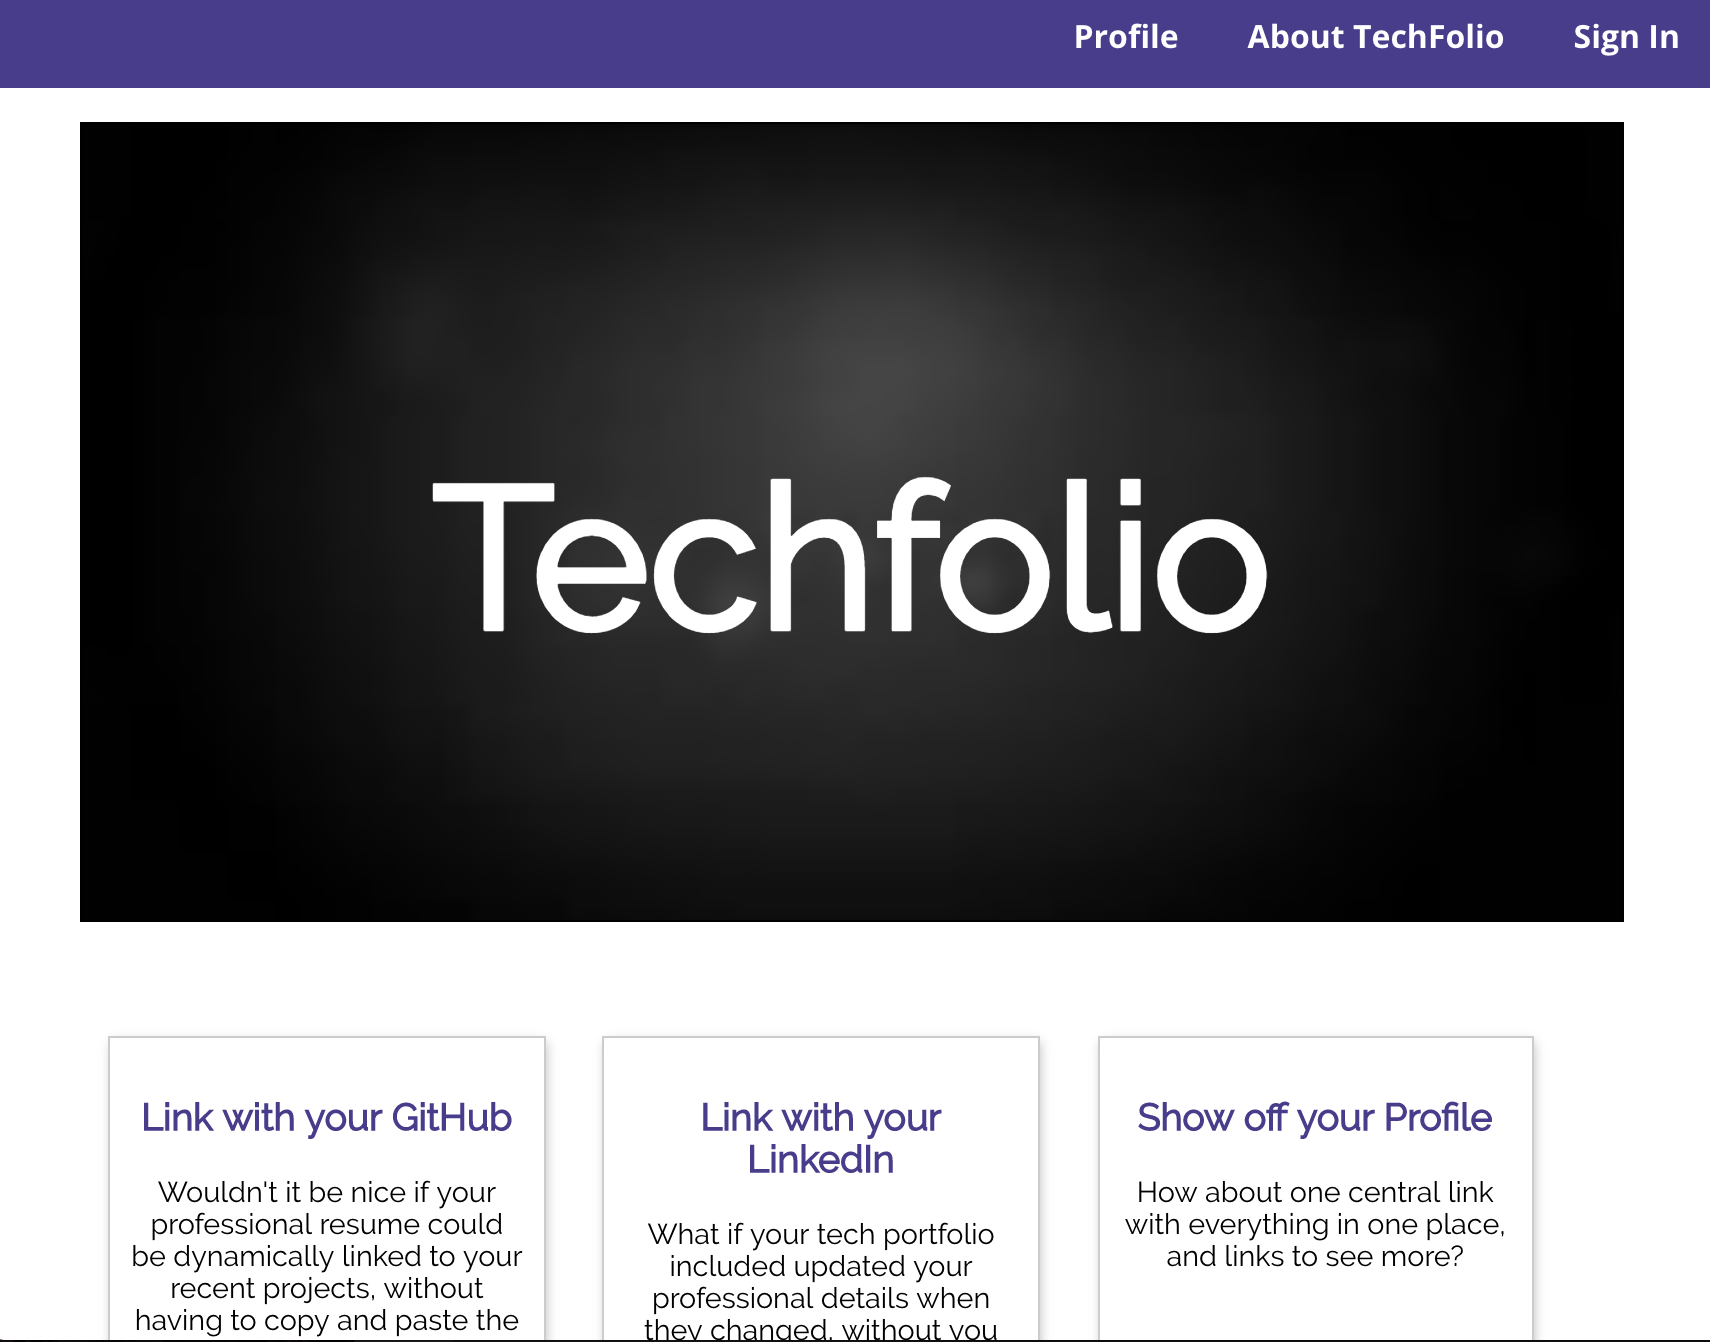 Profile About TechFolio Sign In
Techfolio
Link with your GitHub
Wouldn't it be nice if your
professional resume could
be dynamically linked to your
recent projects, without
having to copy and paste the
Link with your
LinkedIn
What if your tech portfolio
included updated your
professional details when
they changed, without you
Show off your Profile
How about one central link
with everything in one place,
and links to see more?